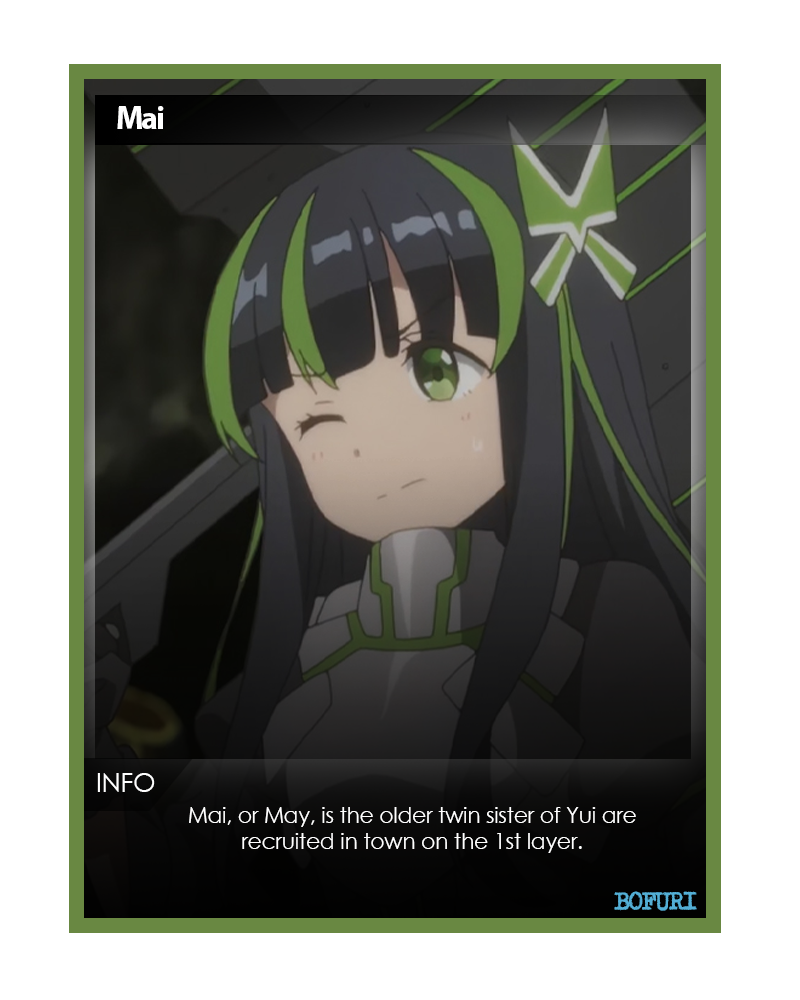 Mai
INFO
Mai, or May, is the older twin sister of Yui are
recruited in town on the 1st layer.
BOFURI